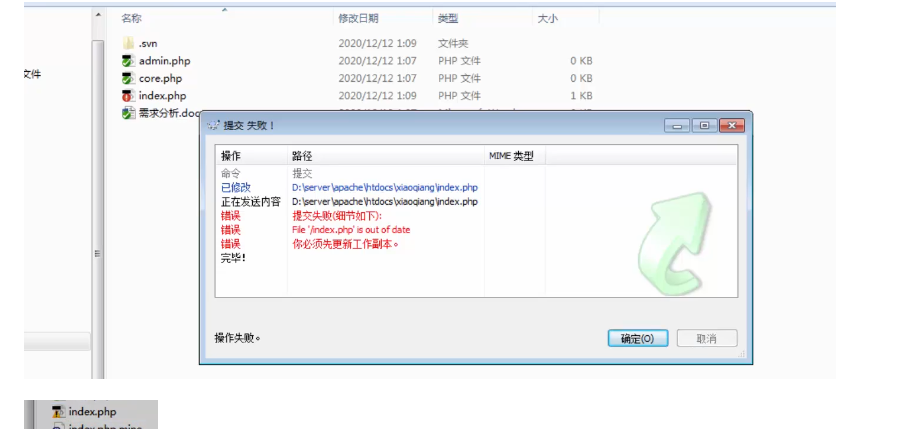 名称 修改日期 类型 大小
.svn 2020/12/12 1:09 文件夹
文件 admin.php 2020/12/12 1:07 PHP 文件 0 KB
core.php 2020/12/12 1:07 PHP 文件 0 KB
index.php 2020/12/12 1:09 PHP 文件 1 KB
需求分析.doc
提交 失败！
操作 路径 MIME 类型
命令 提交
已修改 D:\server\apache\htdocs\xiaoqiang\index.php
正在发送内容 D:\server\apache\htdocs\xiaoqiang\index.php
错误 提交失败(细节如下):
错误 File '/index.php' is out of date
错误 你必须先更新工作副本。
完毕!
操作失败。
确定(O) 取消
index.php
index.php.mine